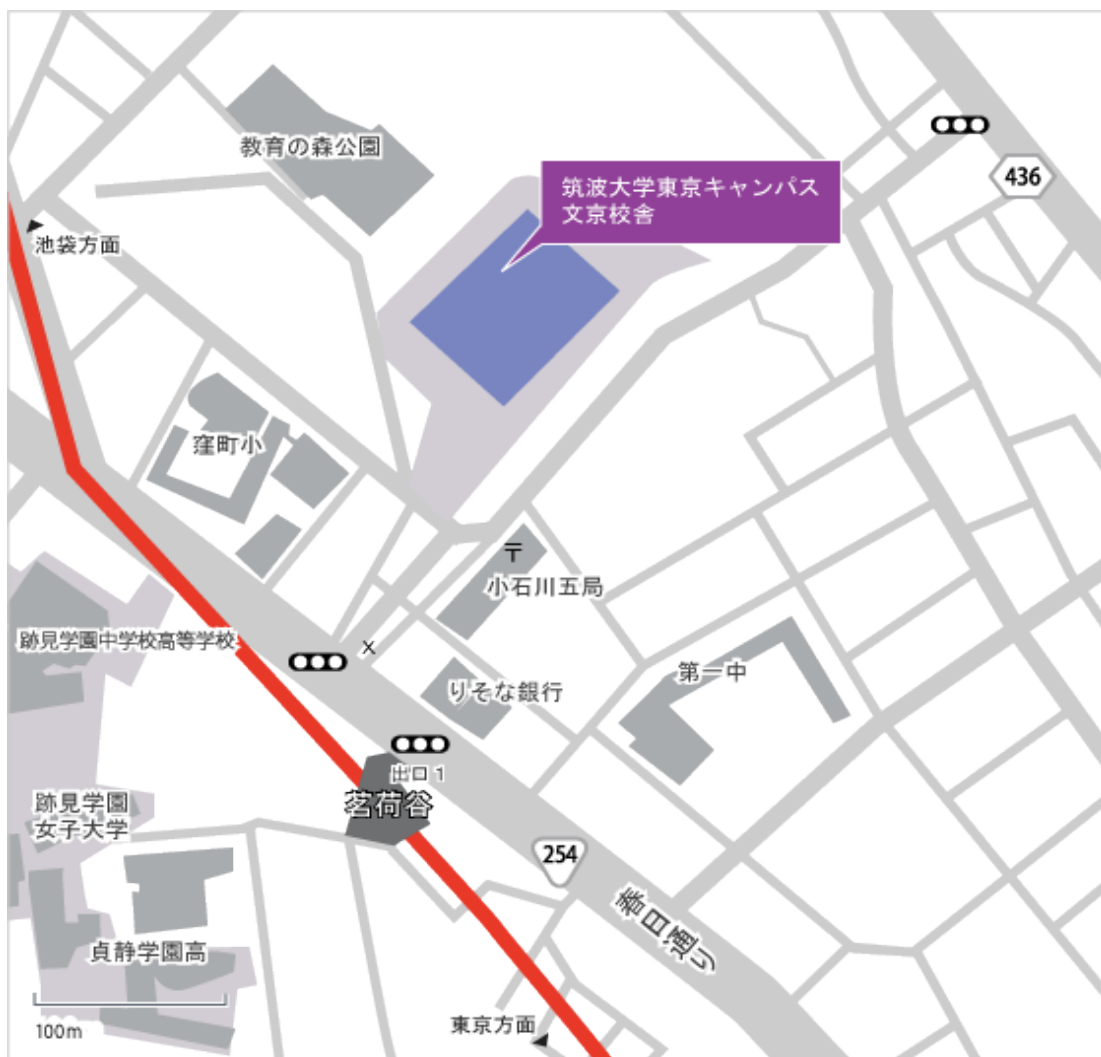 教育の森公園
筑波大学東京キャンパス
文京校舎
436
池袋方面
窪町小
〒
小石川五局
跡見学園中学校高等学校
第一中
りそな銀行
出口1
茗荷谷
跡見学園
女子大学
254
春日通り
貞静学園高
100m
東京方面